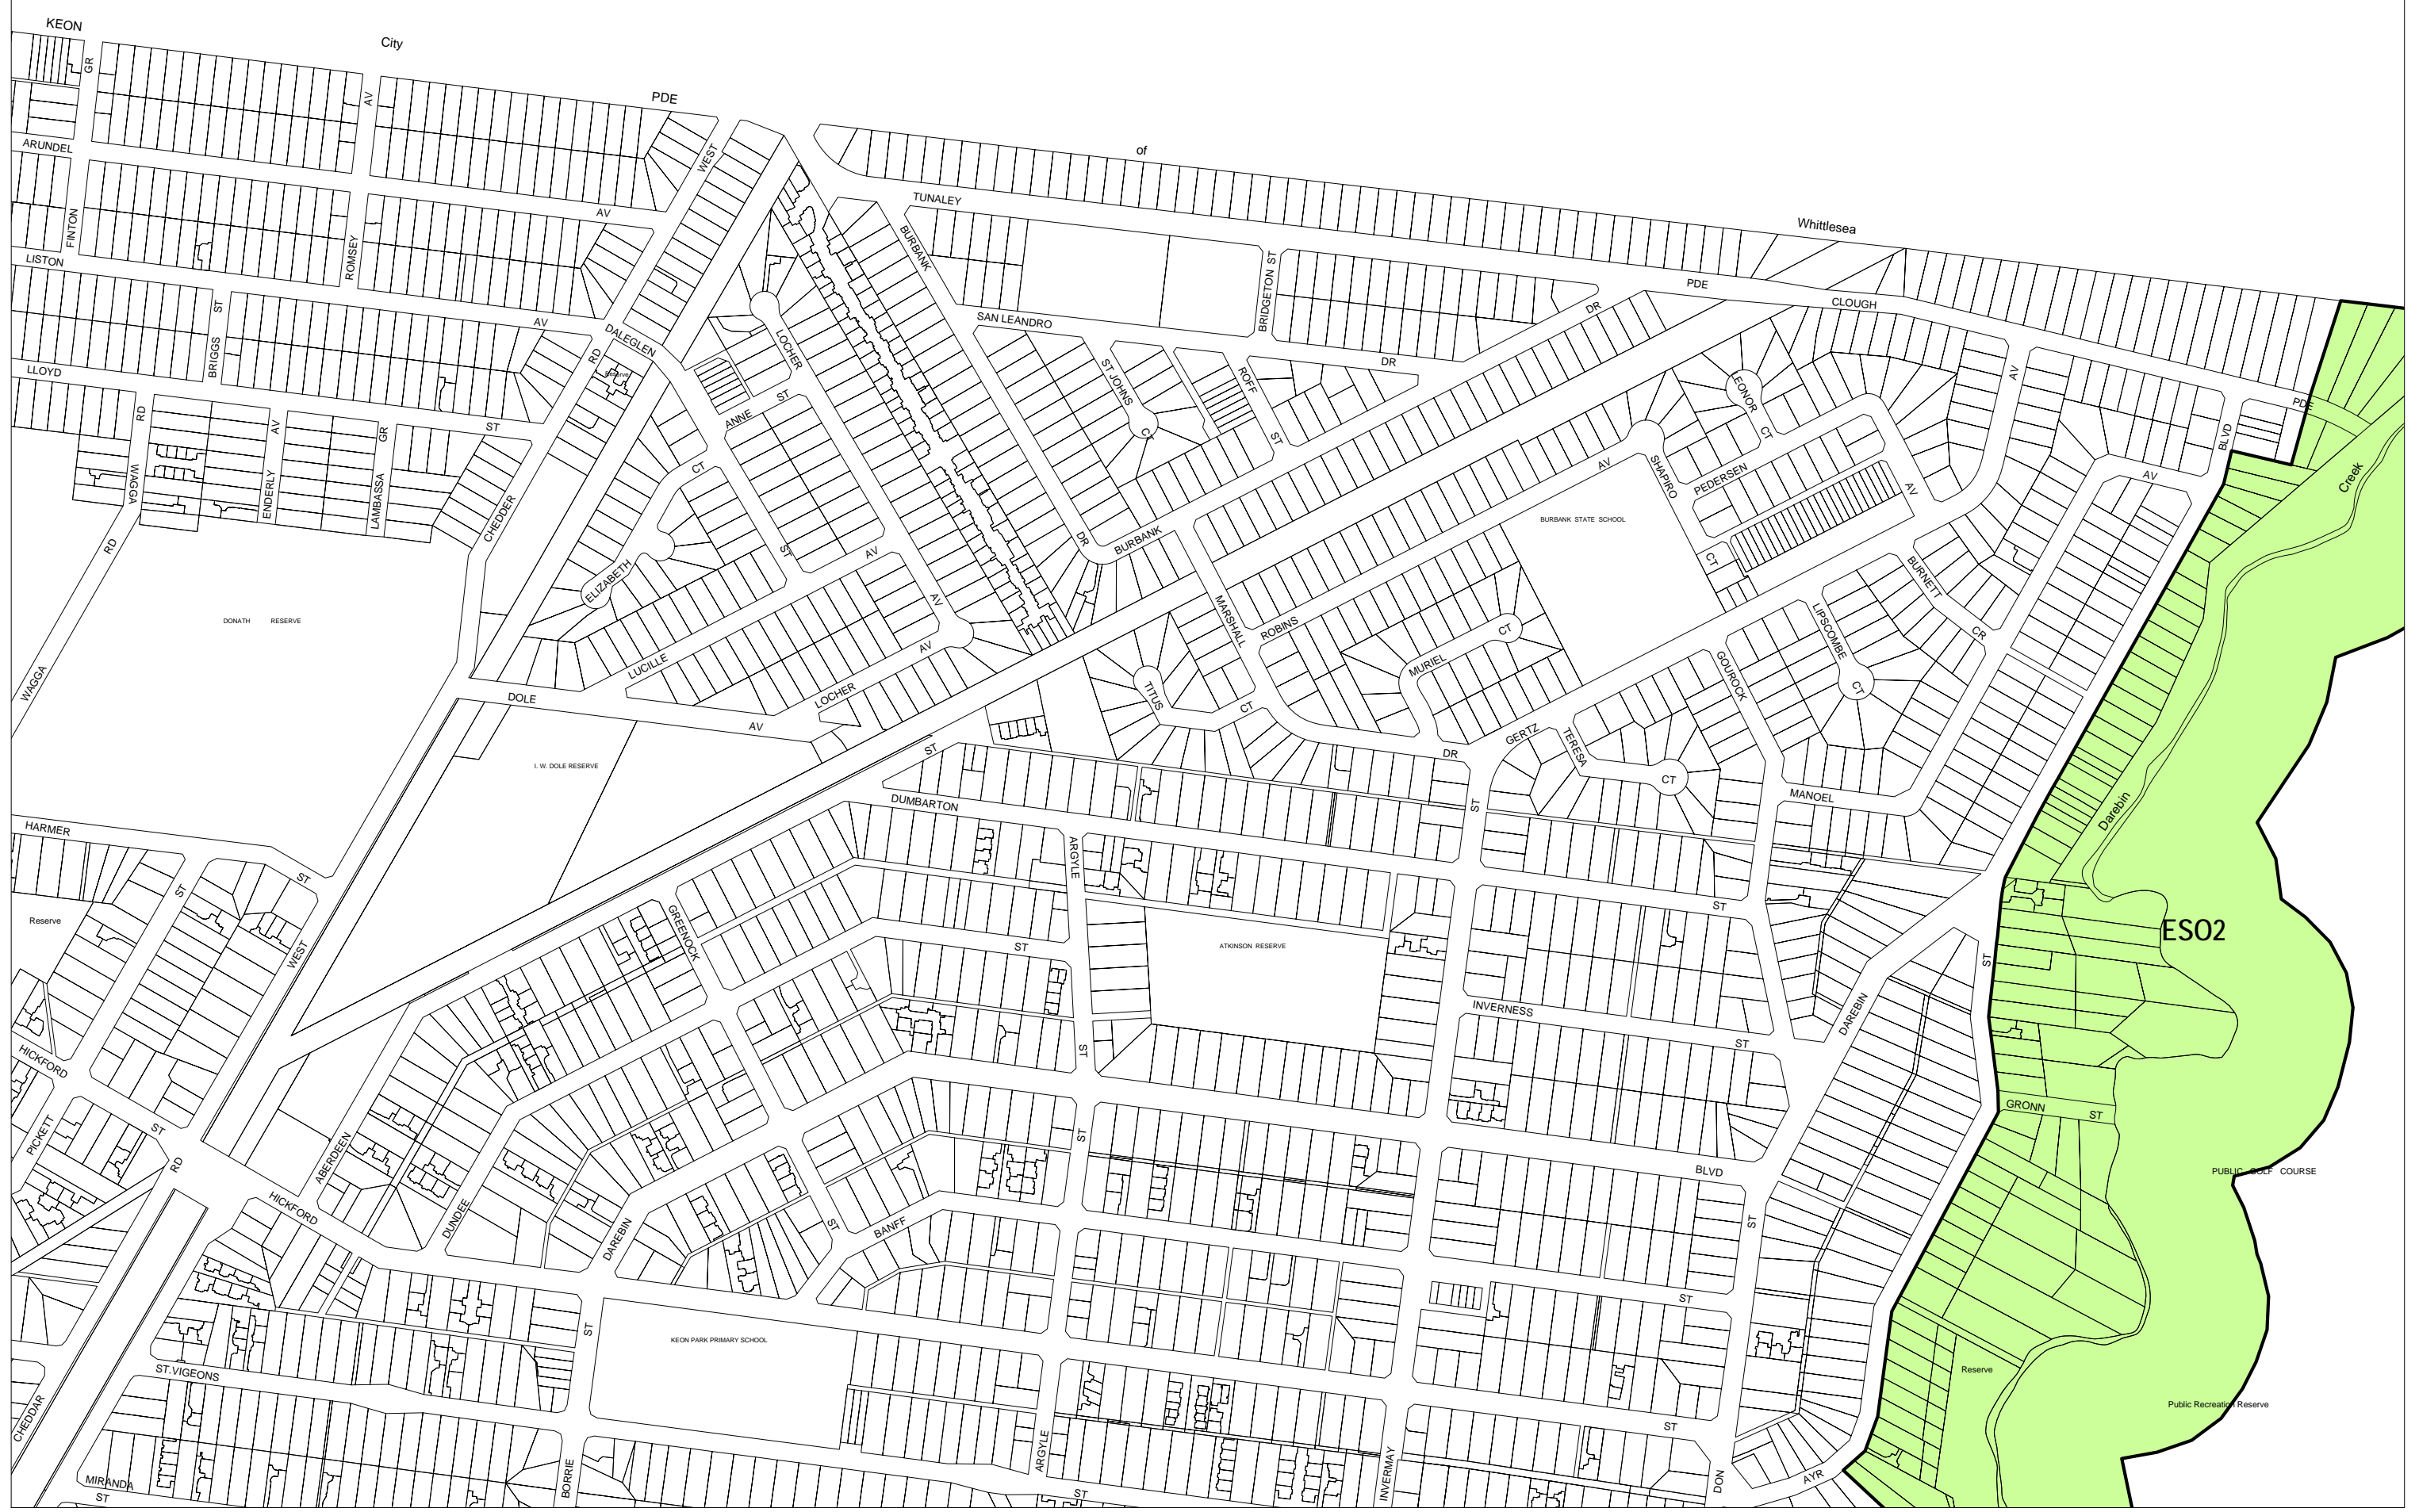 KEON
City
GR
AV
PDE
of
Whittlesea
ARUNDEL
WEST
AV
TUNALEY
FINTON
ROMSEY
LISTON
BURBANK
BRIDGETON ST
PDE
CLOUGH
ST
AV
DALEGLEN
LOCHER
SAN LEANDRO
DR
BRIGGS
RD
Reserve
LLOYD
ST JOHNS
ROFF
DR
LEONOR
AV
PDE
RD
AV
GR
ST
ANNE
ST
CT
ST
CT
BLVD
WAGGA
ENDERLY
LAMBASSA
CHEDDER
CT
AV
SHAPIRO
PEDERSEN
AV
AV
Creek
RD
ST
AV
DR
BURBANK
BURBANK STATE SCHOOL
CT
ELIZABETH
BURNETT
DONATH RESERVE
AV
MARSHALL
ROBINS
CT
LIPSCOMBE
CR
WAGGA
LUCILLE
LOCHER
AV
MURIEL
GOUROCK
CT
DOLE
AV
TITUS
CT
DR
GERTZ
TERESA
CT
I. W. DOLE RESERVE
ST
DUMBARTON
ST
MANOEL
Darebin
HARMER
ST
ST
ARGYLE
ST
Reserve
GREENOCK
WEST
ST
ATKINSON RESERVE
ESO2
ST
INVERNESS
ST
DAREBIN
HICKFORD
ST
PICKETT
ST
RD
ABERDEEN
ST
GRONN ST
BLVD
PUBLIC GOLF COURSE
HICKFORD
DUNDEE
DAREBIN
ST
BANFF
ST
ST
ST
KEON PARK PRIMARY SCHOOL
ST.VIGEONS
Reserve
Public Recreation Reserve
CHEDDAR
ST
MIRANDA
ST
BORRIE
ARGYLE
ST
INVERMAY
DON
AYR